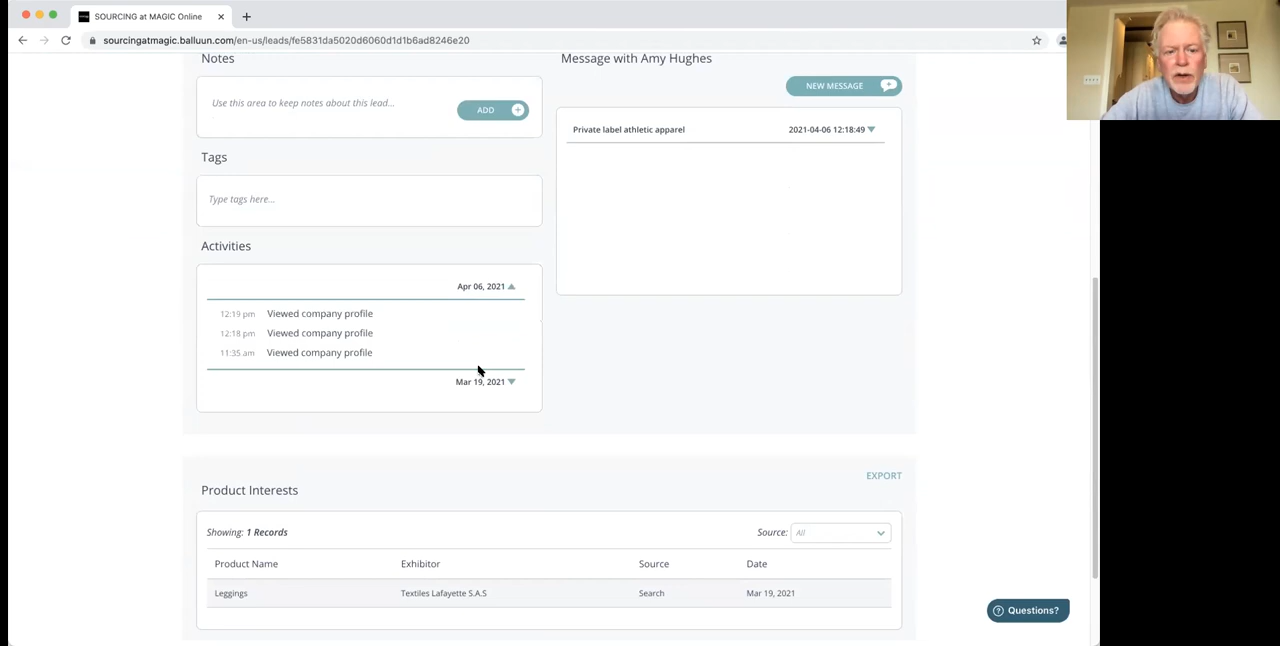 SOURCING at MAGIC Online
sourcingatmagic.balluun.com/en-us/leads/fe5831da5020d6060d1d1b6ad8246e20
Notes
Use this area to keep notes about this lead...
ADD
Tags
Type tags here...
Activities
Apr 06, 2021
12:19 pm Viewed company profile
12:18 pm Viewed company profile
11:35 am Viewed company profile
Mar 19, 2021
Message with Amy Hughes
NEW MESSAGE
Private label athletic apparel 2021-04-06 12:18:49
EXPORT
Product Interests
Showing: 1 Records Source: All
Product Name Exhibitor Source Date
Leggings Textiles Lafayette S.A.S Search Mar 19, 2021
Questions?